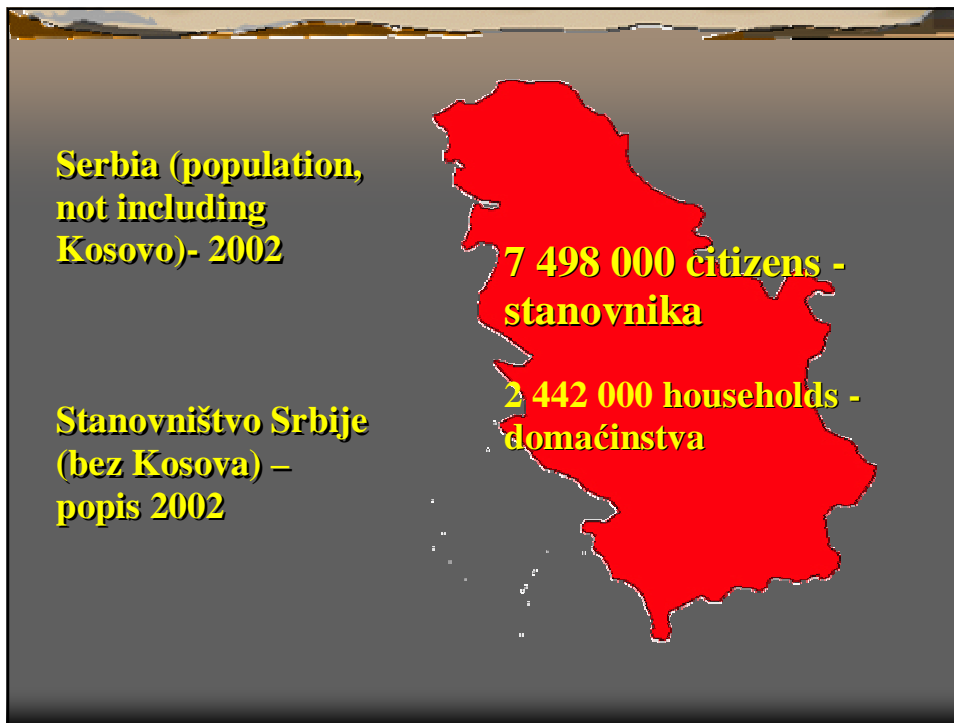 Serbia (population,
not including
Kosovo)- 2002
7 498 000 citizens -
stanovnika
2 442 000 households -
domaćinstva
Stanovništvo Srbije
(bez Kosova) –
popis 2002